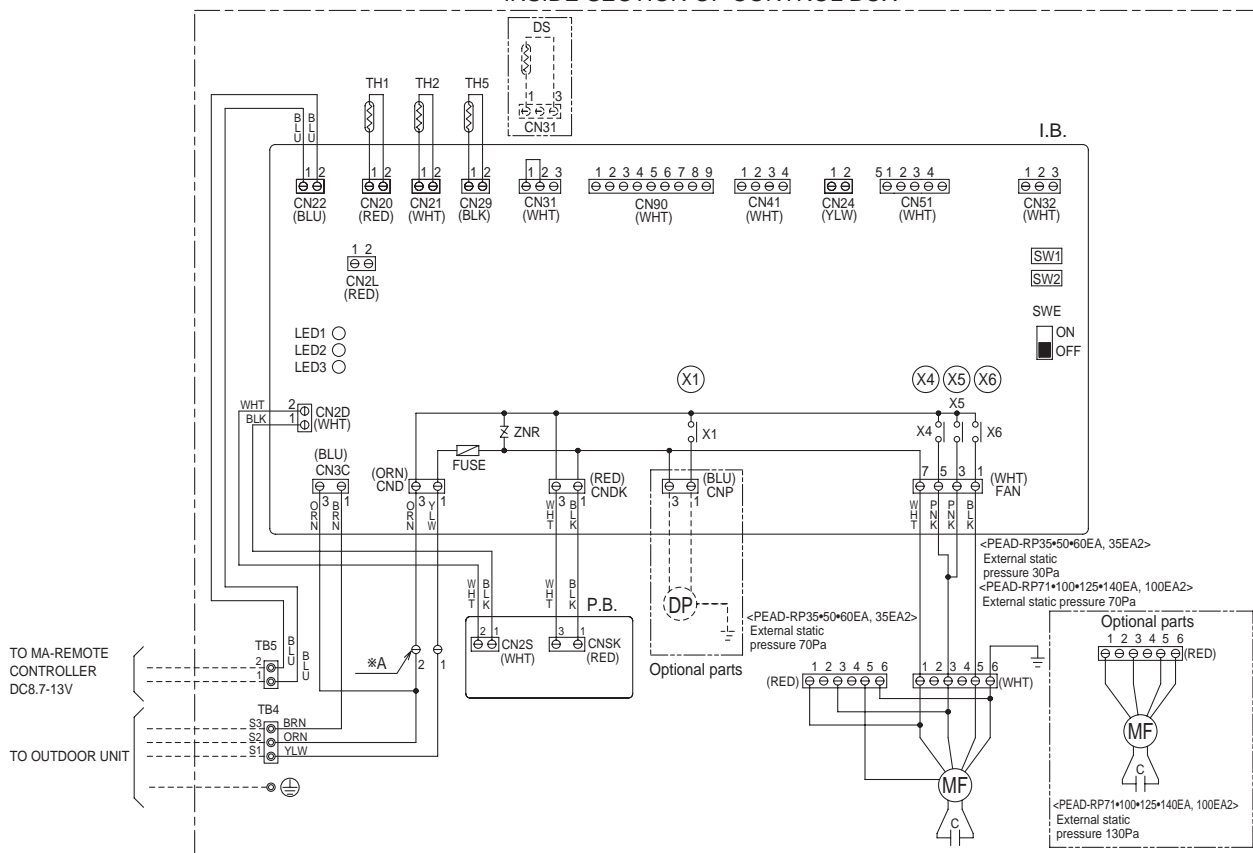 DS
1 3
CN31
TH1 TH2 TH5
I.B.
BLU BLU
1 2
CN22
(BLU)
1 2
CN20
(RED)
1 2
CN21
(WHT)
1 2
CN29
(BLK)
1 2 3
CN31
(WHT)
1 2 3 4 5 6 7 8 9
CN90
(WHT)
1 2 3 4
CN41
(WHT)
1 2
CN24
(YLW)
5 1 2 3 4
CN51
(WHT)
1 2 3
CN32
(WHT)
1 2
CN2L
(RED)
SW1
SW2
SWE
ON
OFF
LED1
LED2
LED3
X1
X4 X5 X6
X5
WHT 2 CN2D
BLK 1 (WHT)
ZNR
X1
X4
X6
FUSE
(BLU)
CN3C
3 1
ORN BRN
(ORN)
CND
3 1
ORN YLW
(RED)
CNDK
3 1
WHT BLK
(BLU)
CNP
3 1
7 5 3 1
(WHT)
FAN
WHT PNK PNK BLK
<PEAD-RP35•50•60EA, 35EA2>
External static
pressure 30Pa
<PEAD-RP71•100•125•140EA, 100EA2>
External static pressure 70Pa
WHT BLK
WHT BLK
P.B.
2 1
CN2S
(WHT)
3 1
CNSK
(RED)
DP
Optional parts
<PEAD-RP35•50•60EA, 35EA2>
External static
pressure 70Pa
1 2 3 4 5 6
(RED)
1 2 3 4 5 6
(WHT)
MF
C
Optional parts
1 2 3 4 5 6
(RED)
MF
C
<PEAD-RP71•100•125•140EA, 100EA2>
External static
pressure 130Pa
※A
2 1
TO MA-REMOTE
CONTROLLER
DC8.7-13V
TB5
2
1
BLU BLU
TB4
TO OUTDOOR UNIT
S3 BRN
S2 ORN
S1 YLW